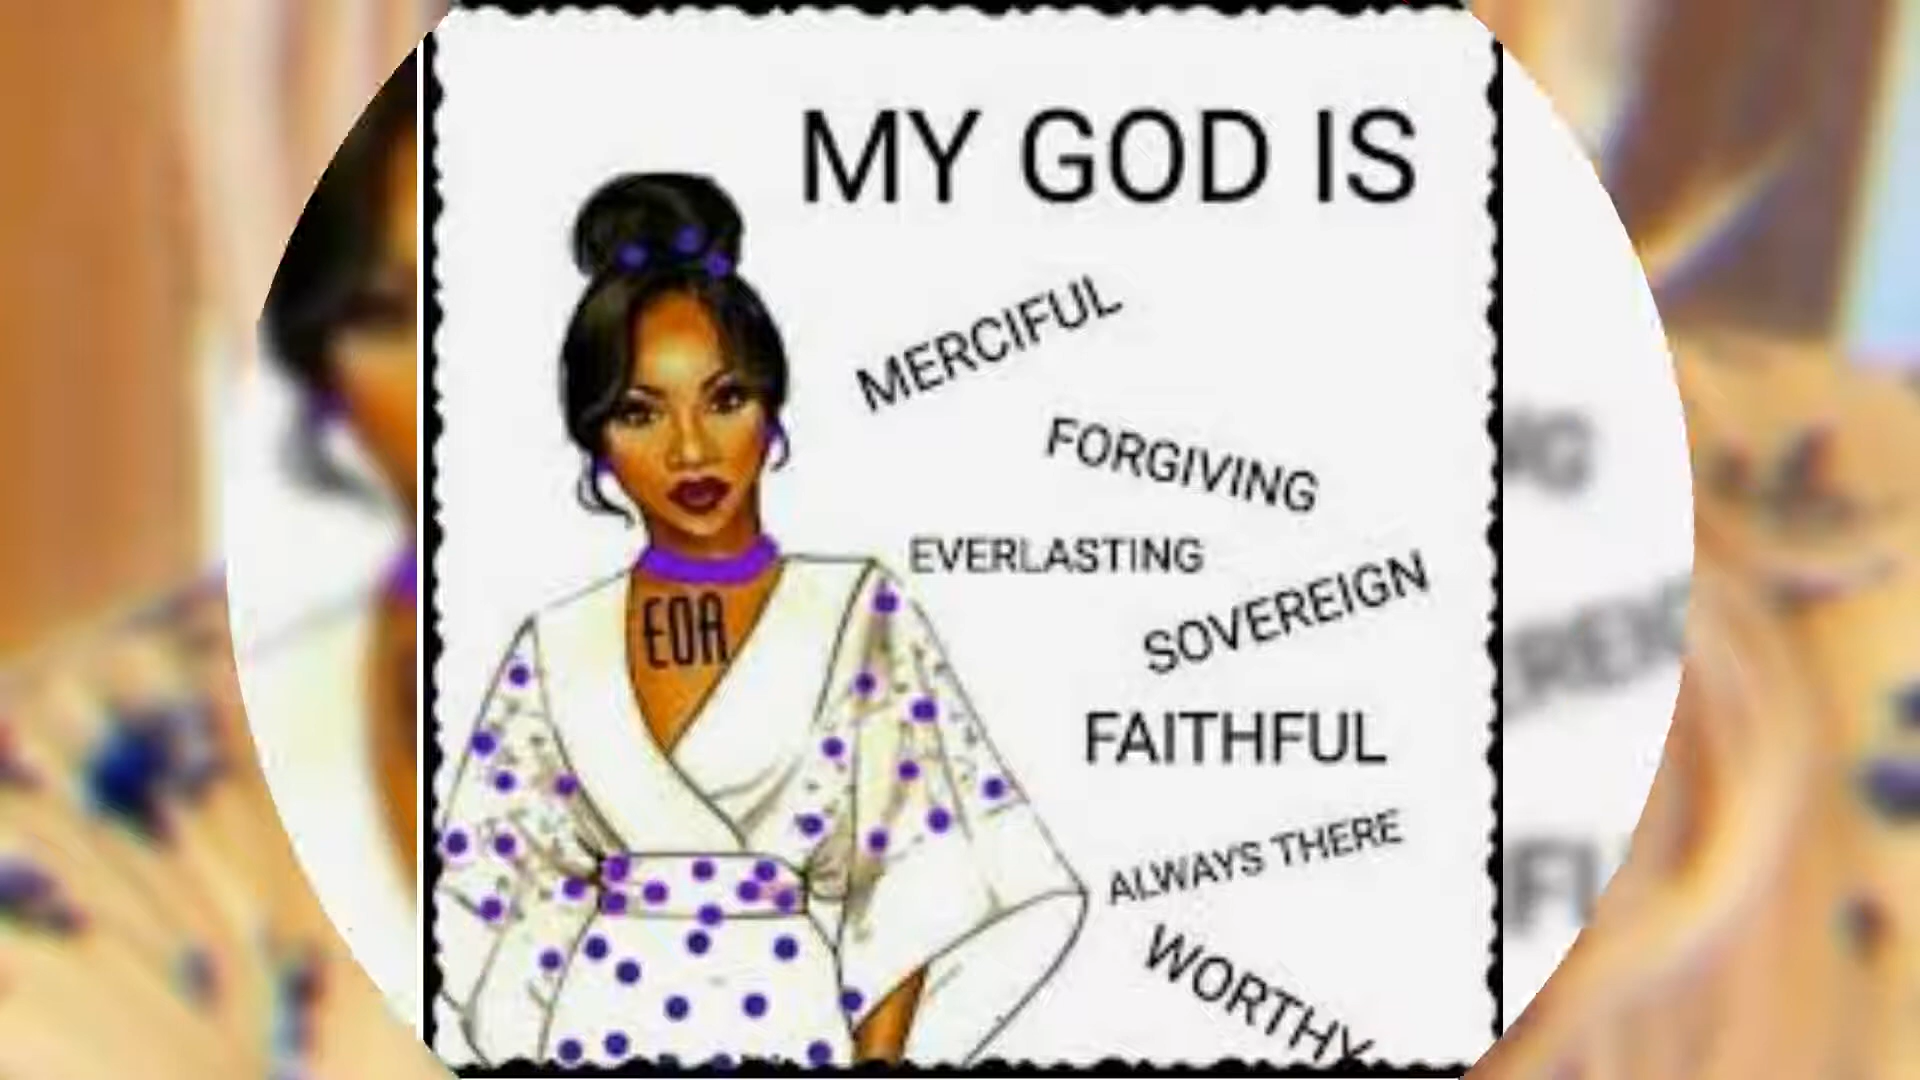 MY GOD IS
MERCIFUL
FORGIVING
EVERLASTING
SOVEREIGN
EOA
FAITHFUL
ALWAYS THERE
WORTHY